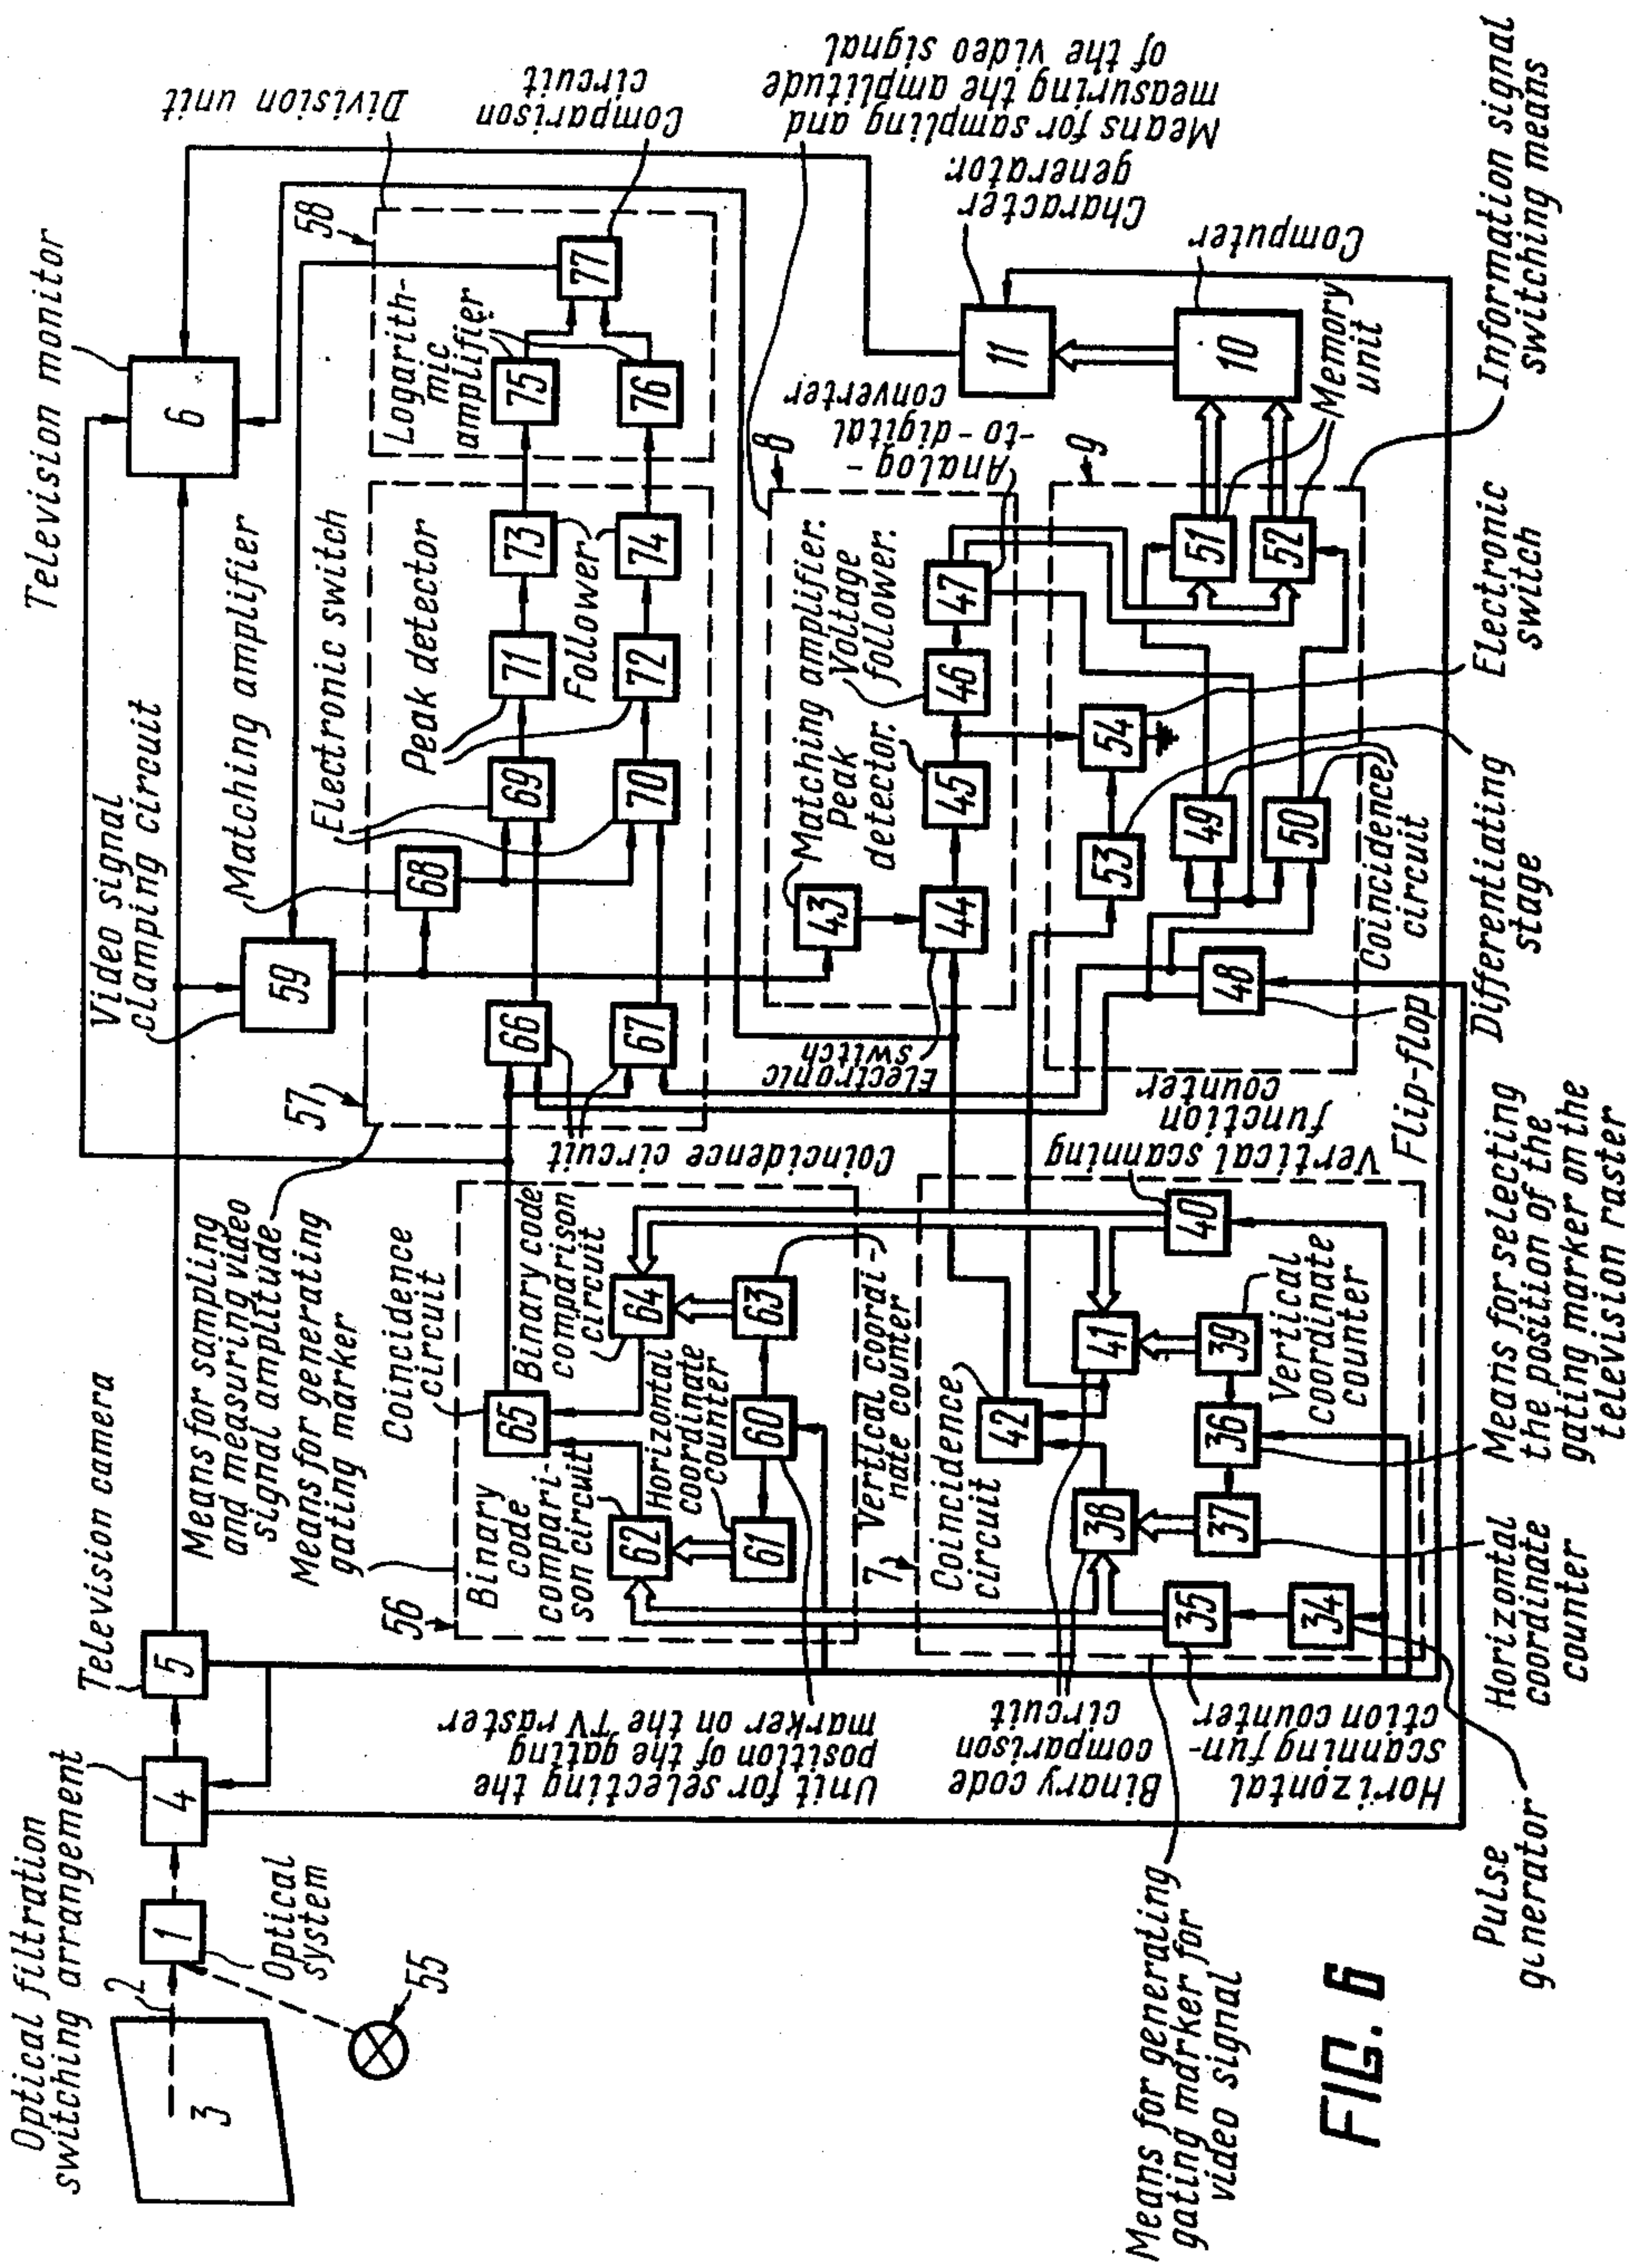 Optical filtration
switching arrangement
Television camera
Television monitor
Video signal
clamping circuit
Matching amplifier
Means for sampling
and measuring video
signal amplitude
Means for generating
gating marker
Optical
system
1
2
3
4
5
6
55
57
58
59
Division unit
Comparison
circuit
Electronic switch
Peak detector
Follower
Logarith-
mic
amplifier
66
67
68
69
70
71
72
73
74
75
76
77
56
Coincidence
circuit
Binary code
comparison
circuit
Binary
code
compari-
son circuit
Horizontal
coordinate
counter
Vertical coordi-
nate counter
Coincidence circuit
65
64
62
63
60
61
Unit for selecting the
position of the gating
marker on the TV raster
Matching amplifier.
Peak
detector.
Voltage
follower.
Electronic
switch
Analog-
-to-digital
converter
Means for sampling and
measuring the amplitude
of the video signal
8
43
44
45
46
47
Character
generator.
11
Computer
10
7
Coincidence
circuit
Vertical scanning
function
counter
42
41
40
38
39
36
37
35
34
Vertical
coordinate
counter
Binary code
comparison
circuit
Horizontal
scanning fun-
ction counter
9
53
54
49
50
51
52
48
Coincidence
circuit
Flip-flop
Memory
unit
Information signal
switching means
Electronic
switch
Differentiating
stage
Means for selecting
the position of the
gating marker on the
television raster
Horizontal
coordinate
counter
Pulse
generator
Means for generating
gating marker for
video signal
FIG. 6